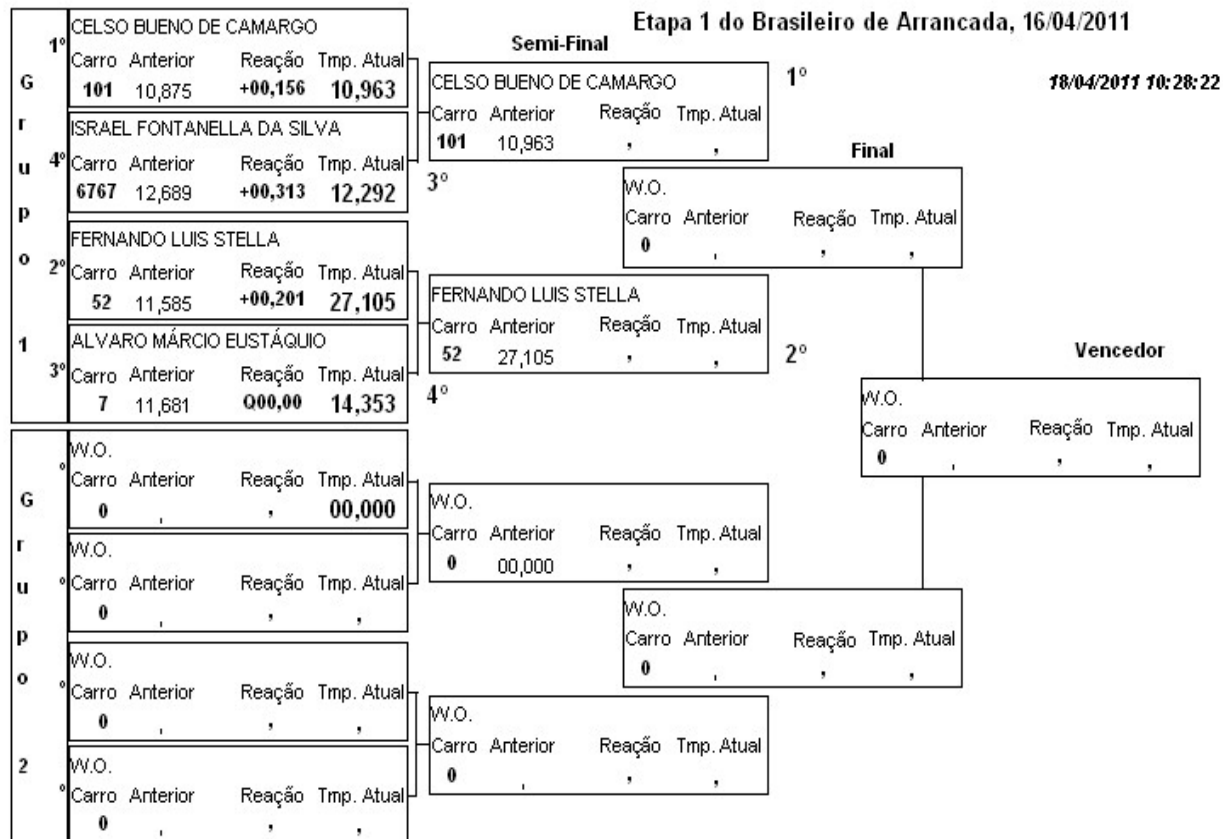 Etapa 1 do Brasileiro de Arrancada, 16/04/2011
18/04/2011 10:28:22
G r u p o 1
1º
CELSO BUENO DE CAMARGO
Carro Anterior Reação Tmp. Atual
101 10,875 +00,156 10,963
4º
ISRAEL FONTANELLA DA SILVA
Carro Anterior Reação Tmp. Atual
6767 12,689 +00,313 12,292
2º
FERNANDO LUIS STELLA
Carro Anterior Reação Tmp. Atual
52 11,585 +00,201 27,105
3º
ALVARO MÁRCIO EUSTÁQUIO
Carro Anterior Reação Tmp. Atual
7 11,681 Q00,00 14,353
G r u p o 2
º
W.O.
Carro Anterior Reação Tmp. Atual
0 , , 00,000
º
W.O.
Carro Anterior Reação Tmp. Atual
0 , , ,
º
W.O.
Carro Anterior Reação Tmp. Atual
0 , , ,
º
W.O.
Carro Anterior Reação Tmp. Atual
0 , , ,
Semi-Final
CELSO BUENO DE CAMARGO
Carro Anterior Reação Tmp. Atual
101 10,963 , ,
1º
3º
FERNANDO LUIS STELLA
Carro Anterior Reação Tmp. Atual
52 27,105 , ,
2º
4º
W.O.
Carro Anterior Reação Tmp. Atual
0 00,000 , ,
W.O.
Carro Anterior Reação Tmp. Atual
0 , , ,
Final
W.O.
Carro Anterior Reação Tmp. Atual
0 , , ,
W.O.
Carro Anterior Reação Tmp. Atual
0 , , ,
Vencedor
W.O.
Carro Anterior Reação Tmp. Atual
0 , , ,